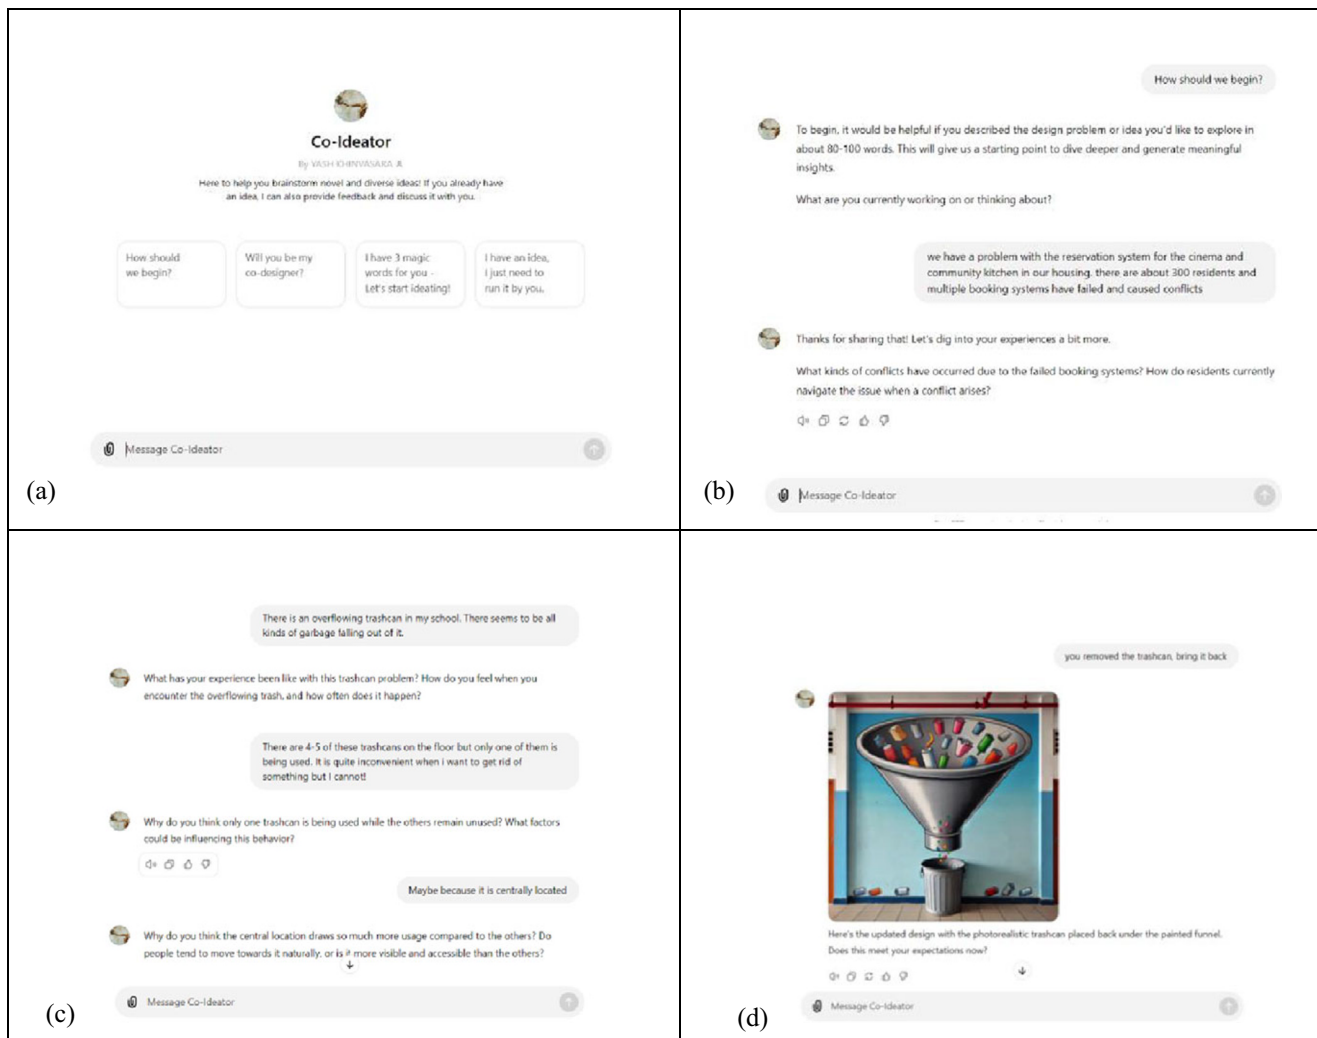 Co-Ideator
By YASH CHINVASARA
Here to help you brainstorm novel and diverse ideas! If you already have
an idea, I can also provide feedback and discuss it with you.
How should
we begin?
Will you be my
co-designer?
I have 3 magic
words for you -
Let's start ideating!
I have an idea,
I just need to
run it by you.
Message Co-Ideator
(a)
How should we begin?
To begin, it would be helpful if you described the design problem or idea you'd like to explore in
about 80-100 words. This will give us a starting point to dive deeper and generate meaningful
insights.
What are you currently working on or thinking about?
we have a problem with the reservation system for the cinema and
community kitchen in our housing. there are about 300 residents and
multiple booking systems have failed and caused conflicts
Thanks for sharing that! Let's dig into your experiences a bit more.
What kinds of conflicts have occurred due to the failed booking systems? How do residents currently
navigate the issue when a conflict arises?
Message Co-Ideator
(b)
There is an overflowing trashcan in my school. There seems to be all
kinds of garbage falling out of it.
What has your experience been like with this trashcan problem? How do you feel when you
encounter the overflowing trash, and how often does it happen?
There are 4-5 of these trashcans on the floor but only one of them is
being used. It is quite inconvenient when i want to get rid of
something but I cannot!
Why do you think only one trashcan is being used while the others remain unused? What factors
could be influencing this behavior?
Maybe because it is centrally located
Why do you think the central location draws so much more usage compared to the others? Do
people tend to move towards it naturally, or is it more visible and accessible than the others?
Message Co-Ideator
(c)
you removed the trashcan, bring it back
Here's the updated design with the photorealistic trashcan placed back under the painted funnel.
Does this meet your expectations now?
Message Co-Ideator
(d)